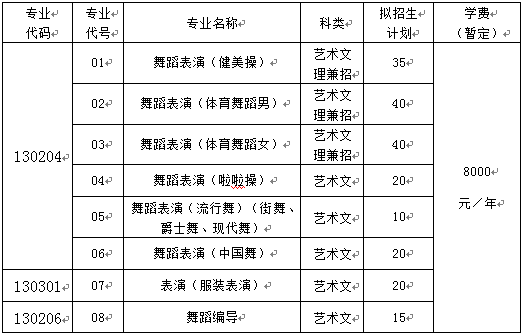 专业代码 专业代号 专业名称 科类 拟招生计划 学费（暂定）
130204 01 舞蹈表演（健美操） 艺术文理兼招 35 8000元／年
02 舞蹈表演（体育舞蹈男） 艺术文理兼招 40
03 舞蹈表演（体育舞蹈女） 艺术文理兼招 40
04 舞蹈表演（啦啦操） 艺术文 20
05 舞蹈表演（流行舞）（街舞、爵士舞、现代舞） 艺术文 10
06 舞蹈表演（中国舞） 艺术文 20
130301 07 表演（服装表演） 艺术文 20
130206 08 舞蹈编导 艺术文 15